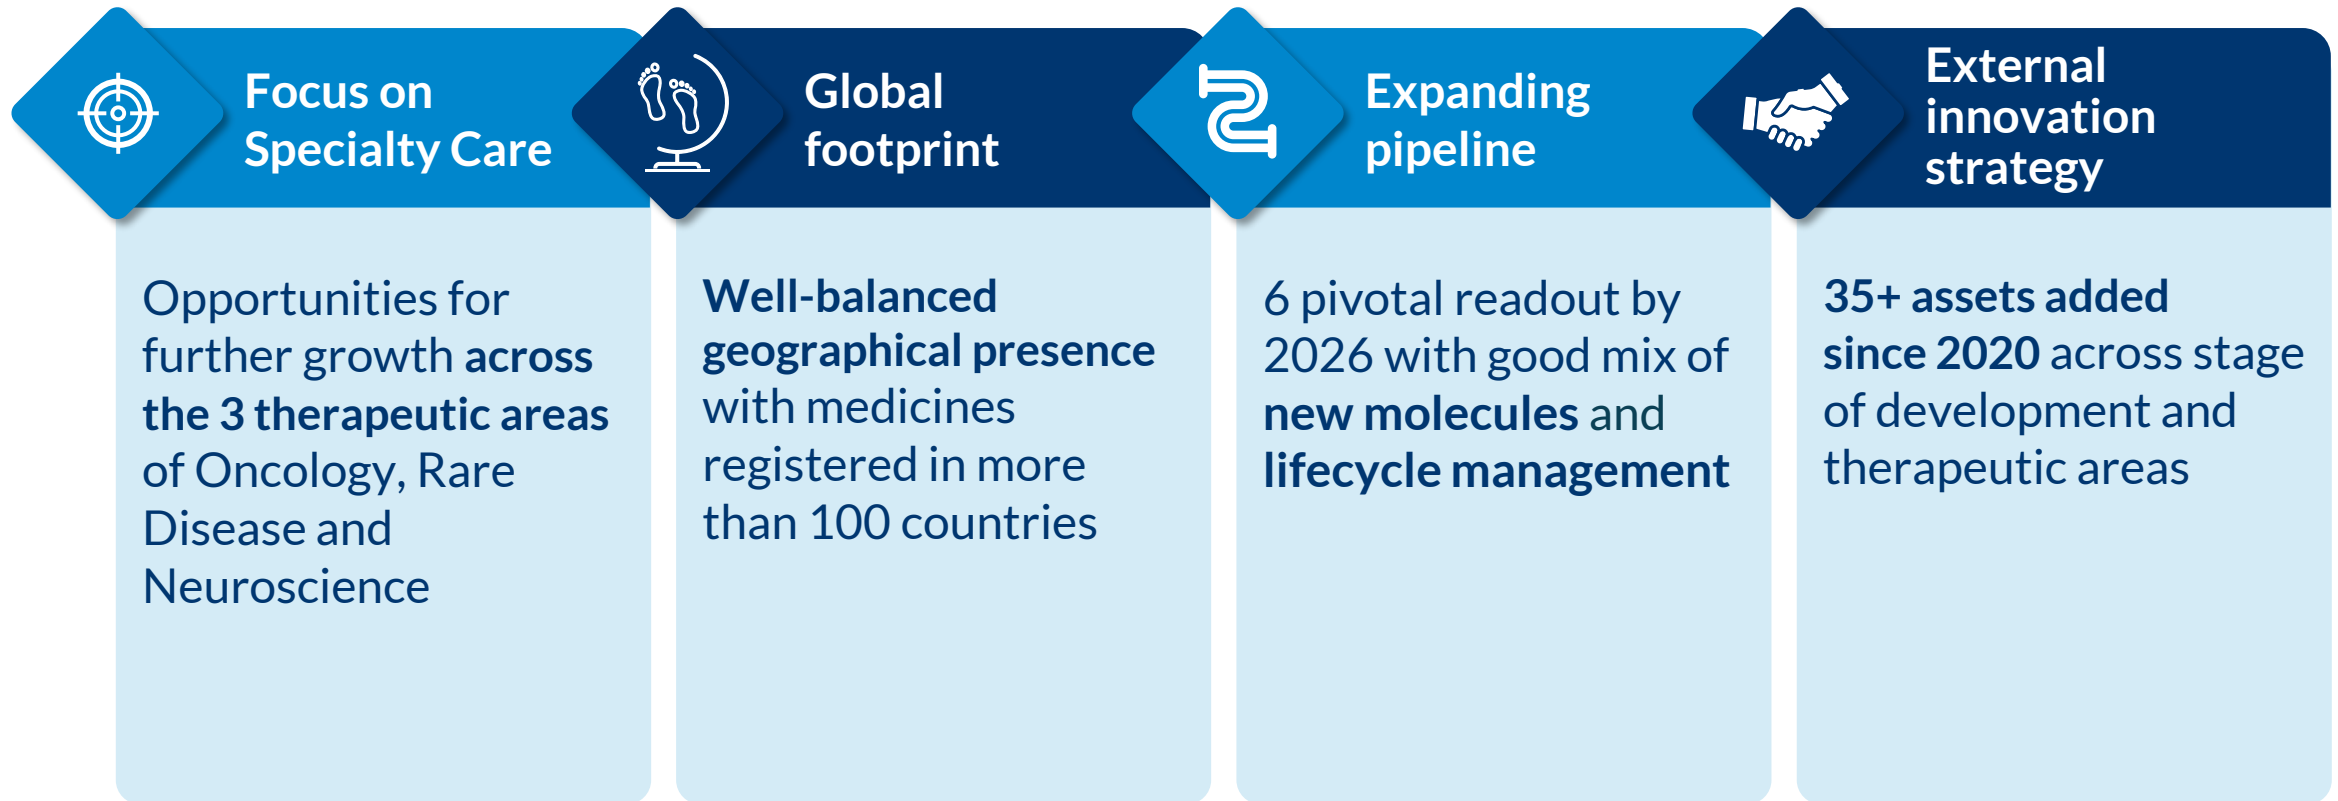 Focus on
Specialty Care
Opportunities for
further growth across
the 3 therapeutic areas
of Oncology, Rare
Disease and
Neuroscience
Global
footprint
Well-balanced
geographical presence
with medicines
registered in more
than 100 countries
Expanding
pipeline
6 pivotal readout by
2026 with good mix of
new molecules and
lifecycle management
External
innovation
strategy
35+ assets added
since 2020 across stage
of development and
therapeutic areas